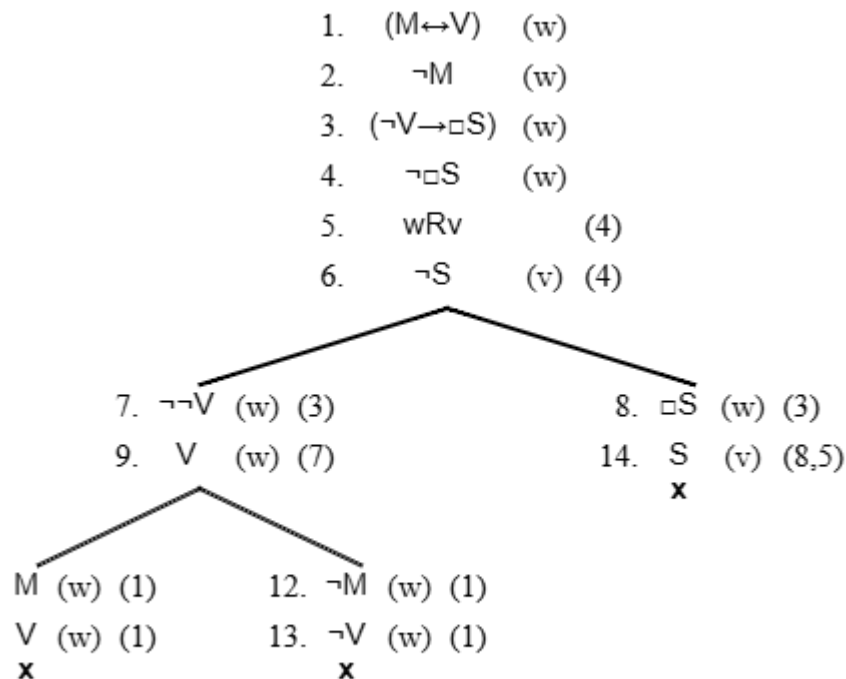 1. (M↔V) (w)
2. ¬M (w)
3. (¬V→□S) (w)
4. ¬□S (w)
5. wRv (4)
6. ¬S (v) (4)
7. ¬¬V (w) (3) 8. □S (w) (3)
9. V (w) (7) 14. S (v) (8,5)
x
M (w) (1) 12. ¬M (w) (1)
V (w) (1) 13. ¬V (w) (1)
x x